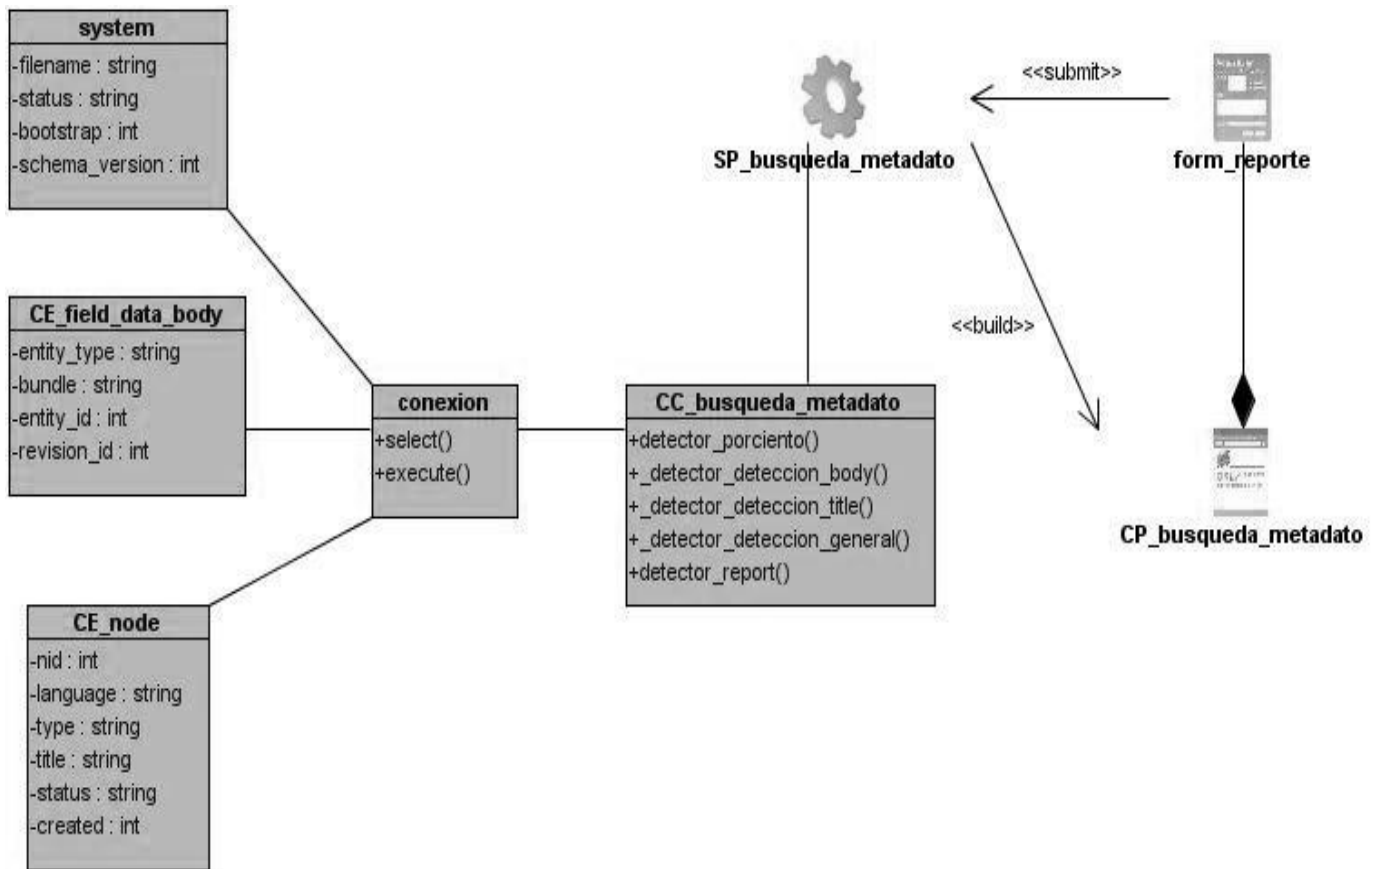 system
-filename : string
-status : string
-bootstrap : int
-schema_version : int
<<submit>>
SP_busqueda_metadato
form_reporte
CE_field_data_body
-entity_type : string
-bundle : string
-entity_id : int
-revision_id : int
<<build>>
conexion
+select()
+execute()
CC_busqueda_metadato
+detector_porciento()
+_detector_deteccion_body()
+_detector_deteccion_title()
+_detector_deteccion_general()
+detector_report()
CP_busqueda_metadato
CE_node
-nid : int
-language : string
-type : string
-title : string
-status : string
-created : int